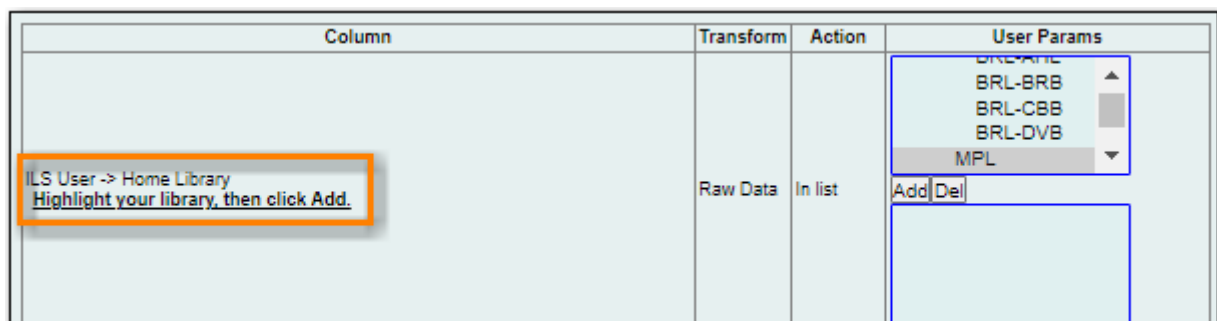 Column Transform Action User Params
BRL-BRB
BRL-CBB
BRL-DVB
MPL
ILS User -> Home Library
Highlight your library, then click Add.
Raw Data In list
Add Del